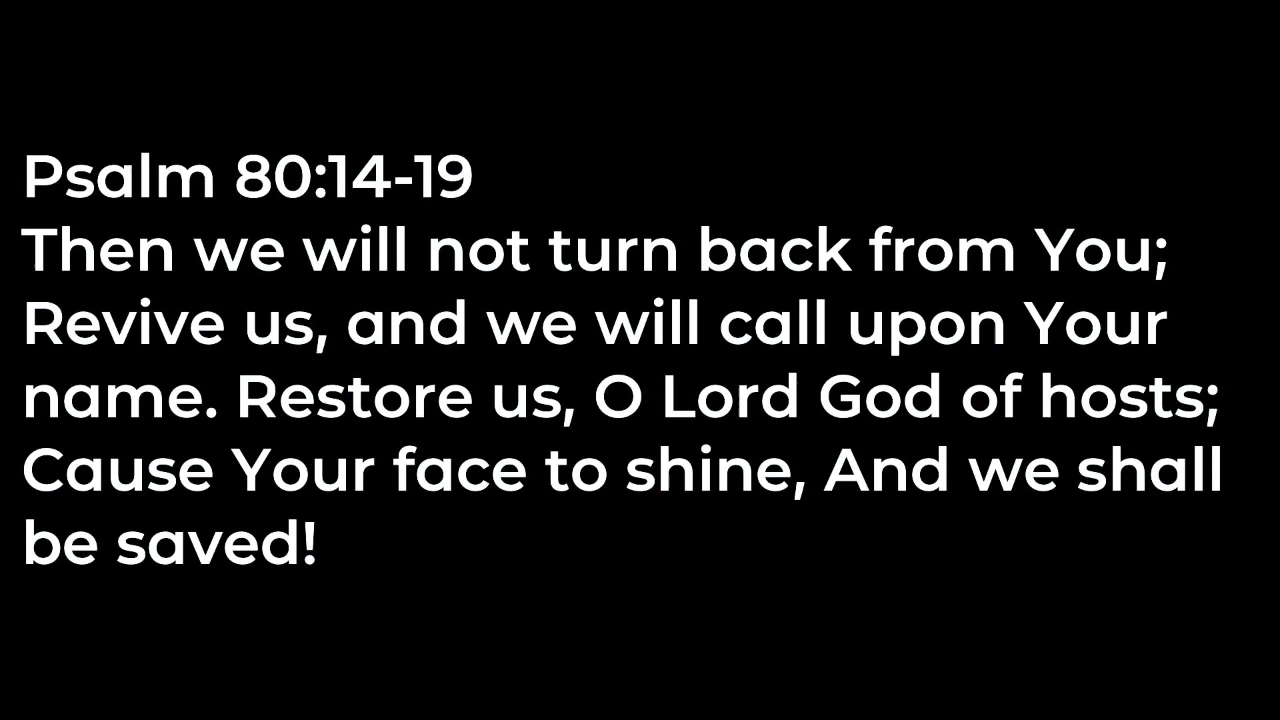 Psalm 80:14-19
Then we will not turn back from You;
Revive us, and we will call upon Your
name. Restore us, O Lord God of hosts;
Cause Your face to shine, And we shall
be saved!